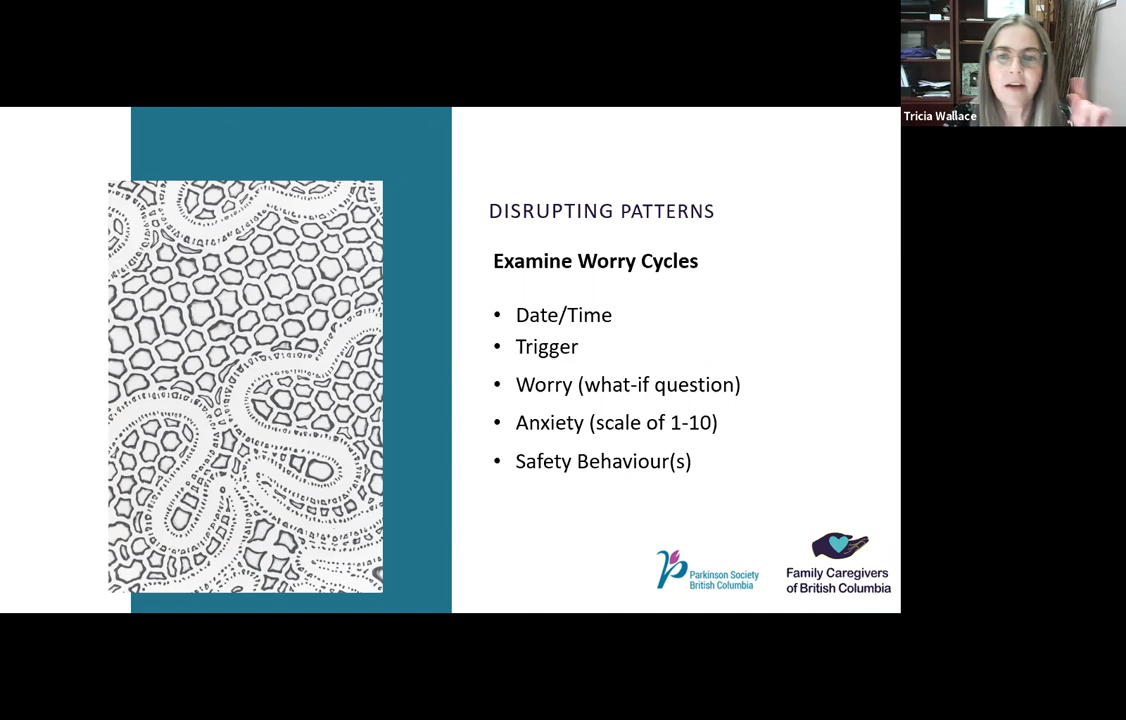 Tricia Wallace
DISRUPTING PATTERNS
Examine Worry Cycles
• Date/Time
• Trigger
• Worry (what-if question)
• Anxiety (scale of 1-10)
• Safety Behaviour(s)
Parkinson Society
British Columbia
Family Caregivers
of British Columbia